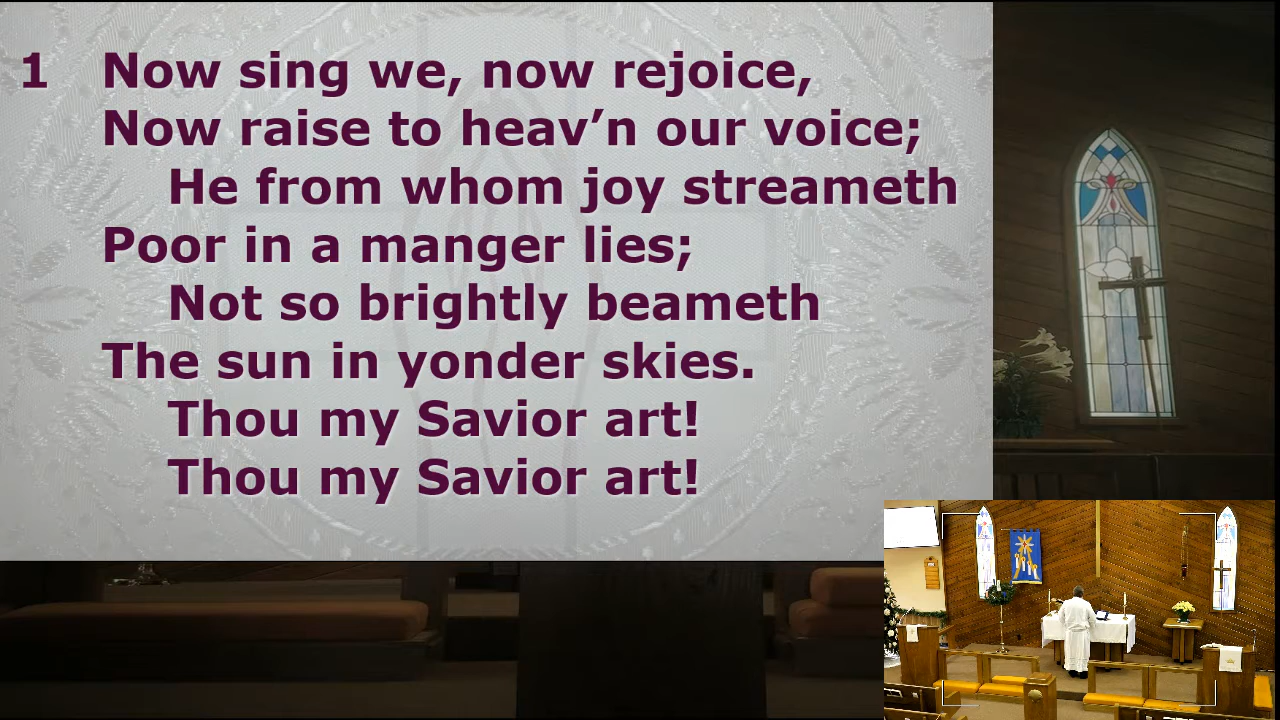 1 Now sing we, now rejoice,
Now raise to heav’n our voice;
He from whom joy streameth
Poor in a manger lies;
Not so brightly beameth
The sun in yonder skies.
Thou my Savior art!
Thou my Savior art!